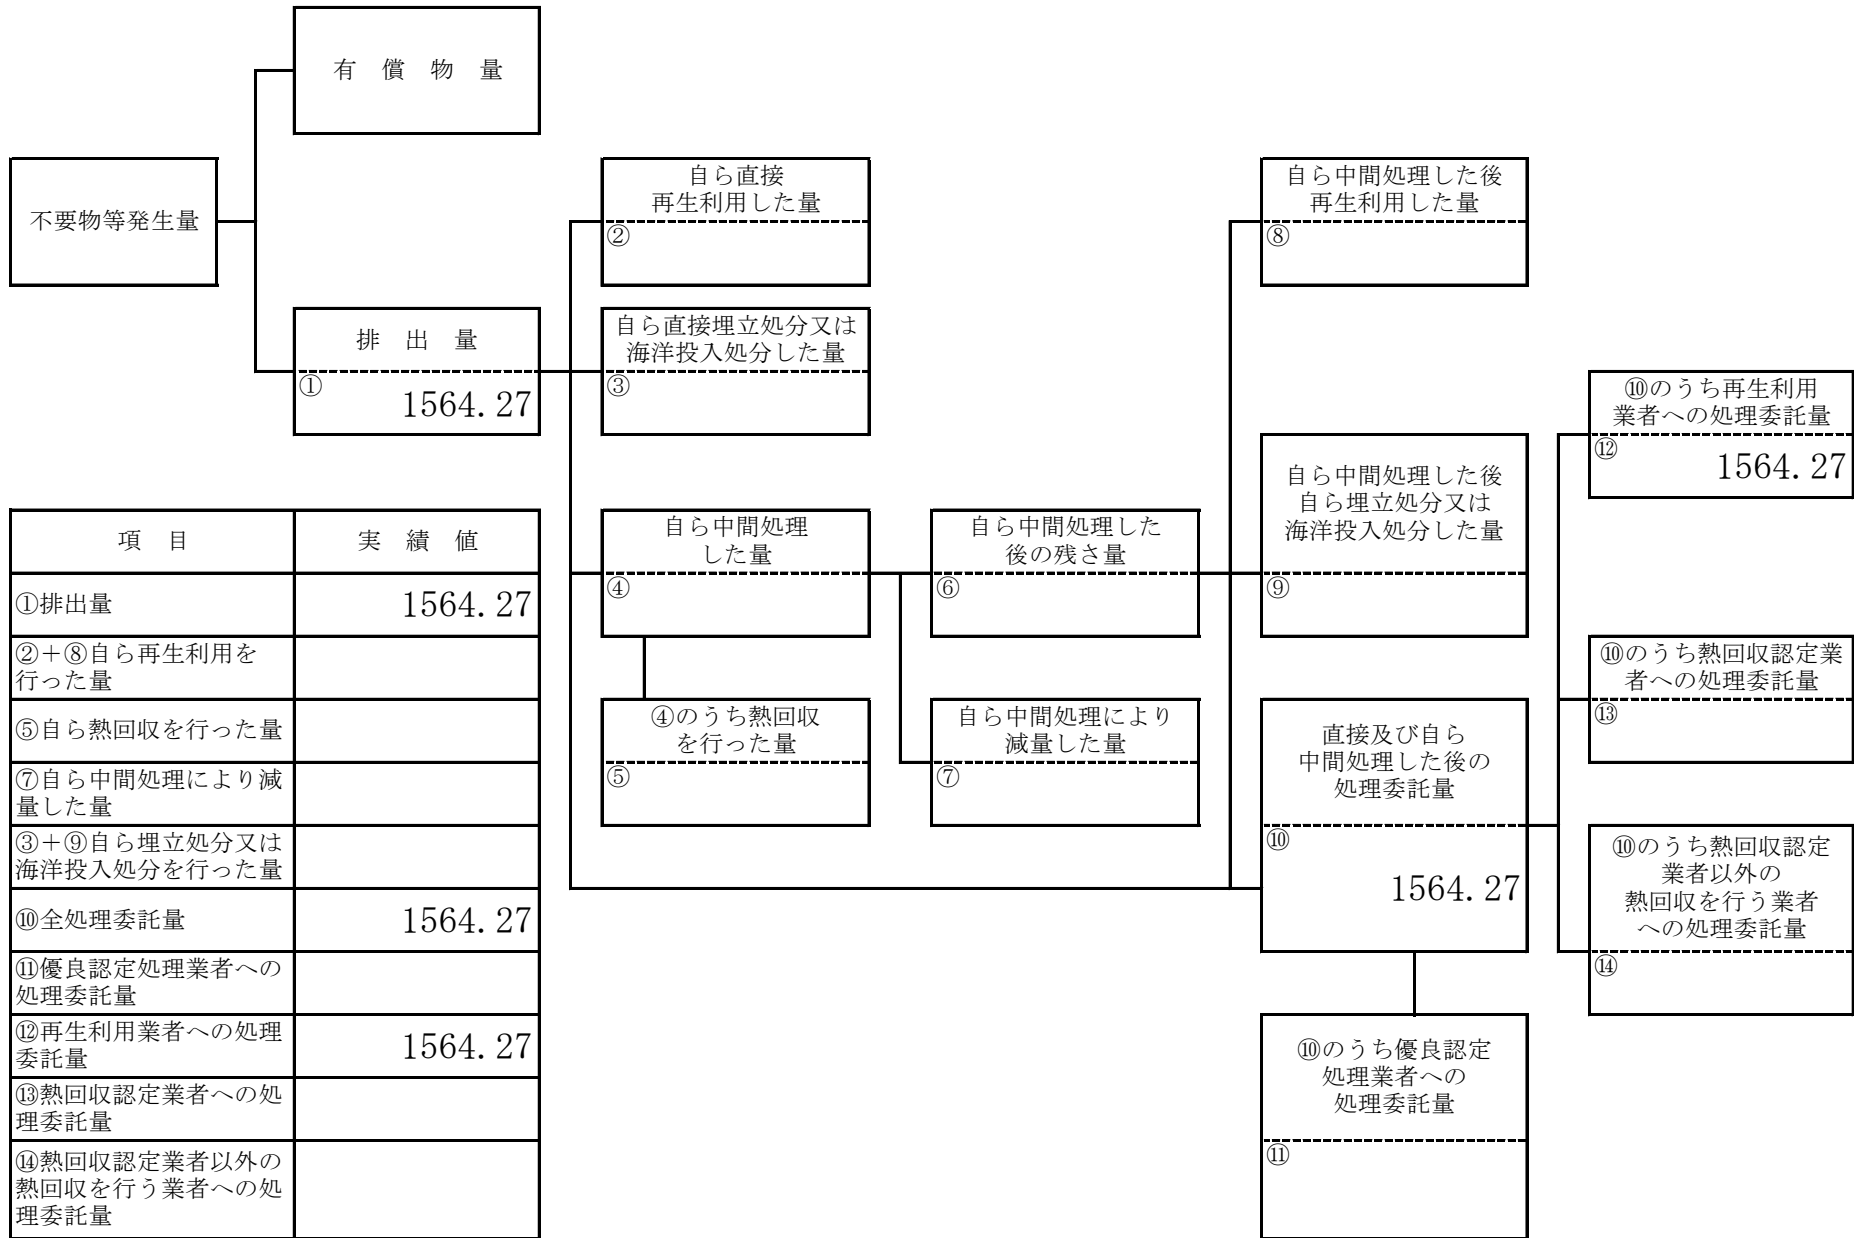 有 償 物 量
不要物等発生量
排 出 量
①
1564.27
自ら直接
再生利用した量
②
自ら直接埋立処分又は
海洋投入処分した量
③
自ら中間処理
した量
④
④のうち熱回収
を行った量
⑤
自ら中間処理した
後の残さ量
⑥
自ら中間処理により
減量した量
⑦
自ら中間処理した後
再生利用した量
⑧
自ら中間処理した後
自ら埋立処分又は
海洋投入処分した量
⑨
直接及び自ら
中間処理した後の
処理委託量
⑩
1564.27
⑩のうち優良認定
処理業者への
処理委託量
⑪
⑩のうち再生利用
業者への処理委託量
⑫
1564.27
⑩のうち熱回収認定業
者への処理委託量
⑬
⑩のうち熱回収認定
業者以外の
熱回収を行う業者
への処理委託量
⑭
項 目 実 績 値
①排出量 1564.27
②+⑧自ら再生利用を
行った量
⑤自ら熱回収を行った量
⑦自ら中間処理により減
量した量
③+⑨自ら埋立処分又は
海洋投入処分を行った量
⑩全処理委託量 1564.27
⑪優良認定処理業者への
処理委託量
⑫再生利用業者への処理
委託量 1564.27
⑬熱回収認定業者への処
理委託量
⑭熱回収認定業者以外の
熱回収を行う業者への処
理委託量